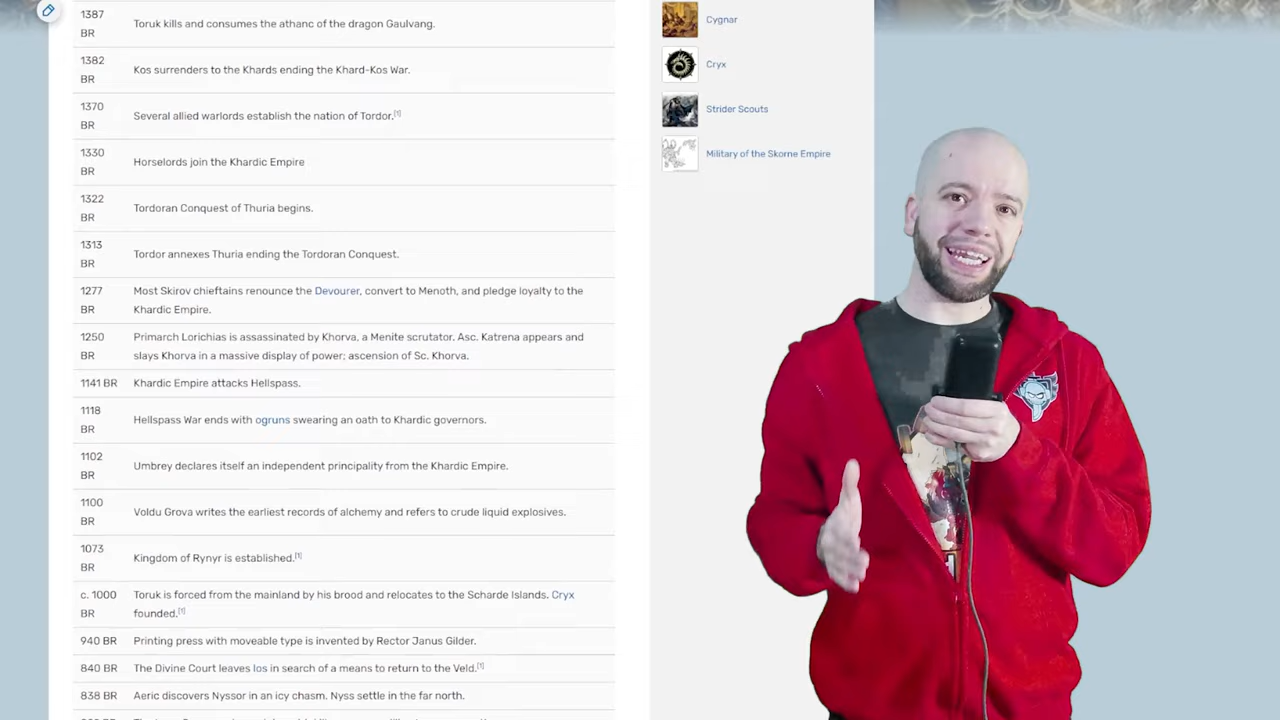 1387
BR
Toruk kills and consumes the athanc of the dragon Gaulvang.
1382
BR
Kos surrenders to the Khards ending the Khard-Kos War.
1370
BR
Several allied warlords establish the nation of Tordor.[1]
1330
BR
Horselords join the Khardic Empire
1322
BR
Tordoran Conquest of Thuria begins.
1313
BR
Tordor annexes Thuria ending the Tordoran Conquest.
1277
BR
Most Skirov chieftains renounce the Devourer, convert to Menoth, and pledge loyalty to the
Khardic Empire.
1250
BR
Primarch Lorichias is assassinated by Khorva, a Menite scrutator. Asc. Katrena appears and
slays Khorva in a massive display of power; ascension of Sc. Khorva.
1141 BR
Khardic Empire attacks Hellspass.
1118
BR
Hellspass War ends with ogruns swearing an oath to Khardic governors.
1102
BR
Umbrey declares itself an independent principality from the Khardic Empire.
1100
BR
Voldu Grova writes the earliest records of alchemy and refers to crude liquid explosives.
1073
BR
Kingdom of Rynyr is established.[1]
c. 1000
BR
Toruk is forced from the mainland by his brood and relocates to the Scharde Islands. Cryx
founded.[1]
940 BR
Printing press with moveable type is invented by Rector Janus Gilder.
840 BR
The Divine Court leaves Ios in search of a means to return to the Veld.[1]
838 BR
Aeric discovers Nyssor in an icy chasm. Nyss settle in the far north.
Cygnar
Cryx
Strider Scouts
Military of the Skorne Empire